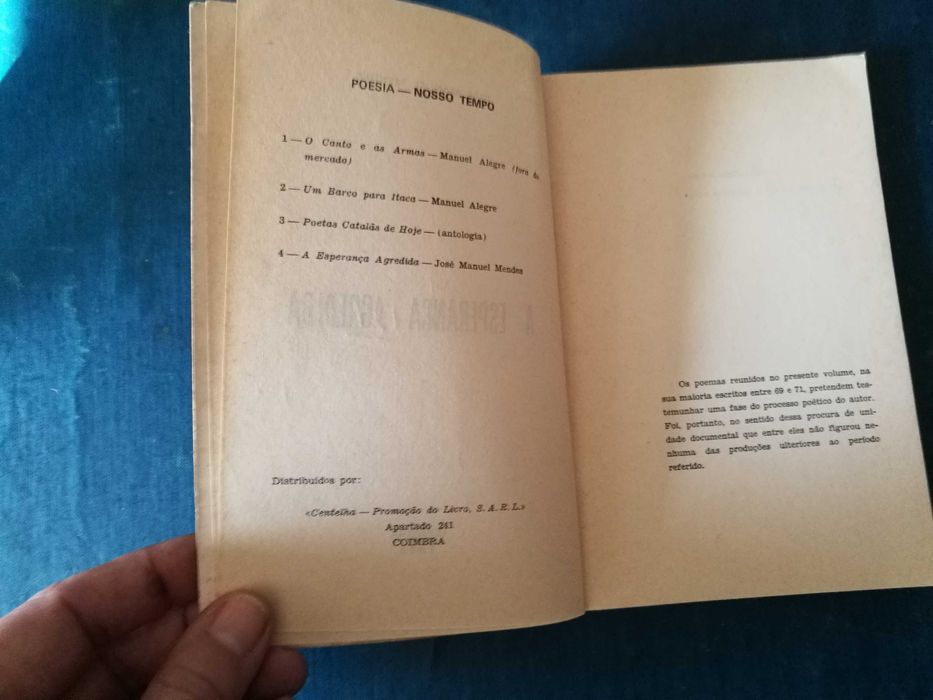 POESIA — NOSSO TEMPO
1 — O Canto e as Armas — Manuel Alegre (fora do
mercado)
2 — Um Barco para Itaca — Manuel Alegre
3 — Poetas Catalãs de Hoje — (antologia)
4 — A Esperança Agredida — José Manuel Mendes
A ESPERANÇA AGREDIDA
Distribuídos por:
«Centelha — Promoção do Livro, S. A. R. L.»
Apartado 241
COIMBRA
Os poemas reunidos no presente volume, na
sua maioria escritos entre 69 e 71, pretendem tes-
temunhar uma fase do processo poético do autor.
Foi, portanto, no sentido dessa procura de uni-
dade documental que entre eles não figurou ne-
nhuma das produções ulteriores ao período
referido.